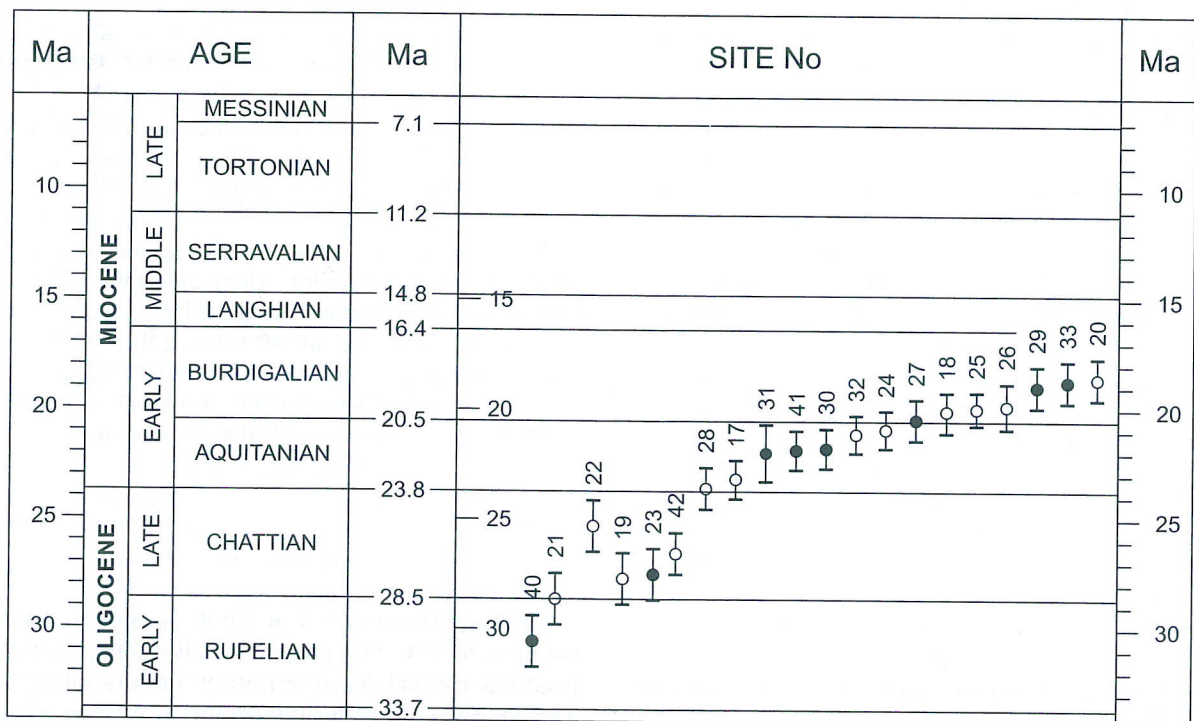 Ma AGE Ma SITE No Ma
MESSINIAN
7.1
LATE
TORTONIAN
10 10
11.2
MIOCENE
MIDDLE
SERRAVALIAN
14.8
15 15 15
LANGHIAN
16.4
EARLY
BURDIGALIAN
20 20 20
20.5
AQUITANIAN
23.8
40 21 22 19 23 42 28 17 31 41 30 32 24 27 18 25 26 29 33 20
OLIGOCENE
LATE
CHATTIAN
25 25 25
28.5
EARLY
RUPELIAN
30 30 30
33.7